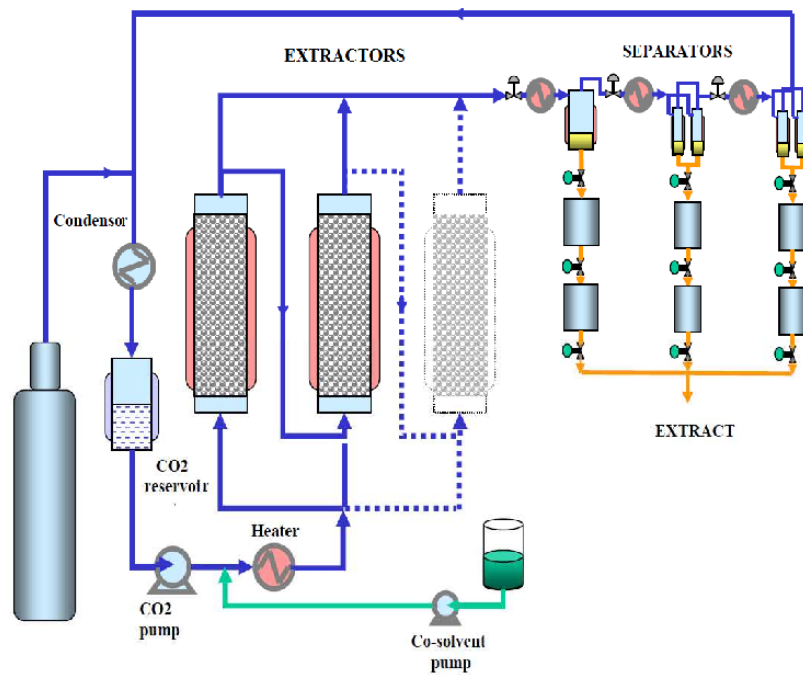 EXTRACTORS
SEPARATORS
Condensor
CO2
reservoir
Heater
CO2
pump
Co-solvent
pump
EXTRACT